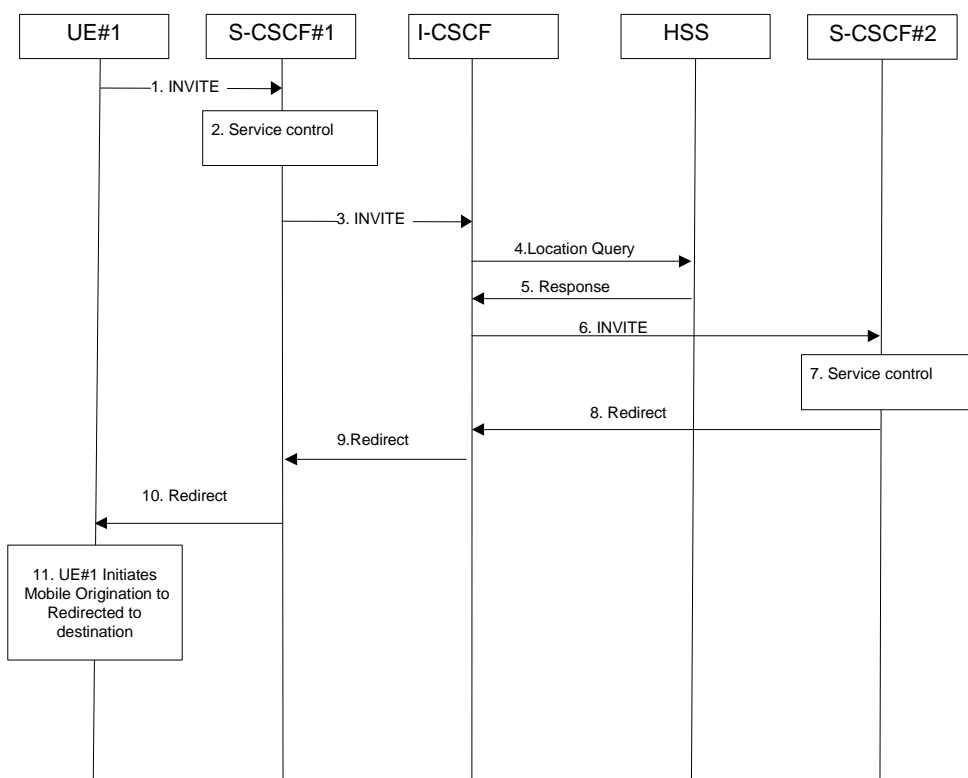 UE#1
S-CSCF#1
I-CSCF
HSS
S-CSCF#2
1. INVITE
2. Service control
3. INVITE
4.Location Query
5. Response
6. INVITE
7. Service control
8. Redirect
9.Redirect
10. Redirect
11. UE#1 Initiates
Mobile Origination to
Redirected to
destination